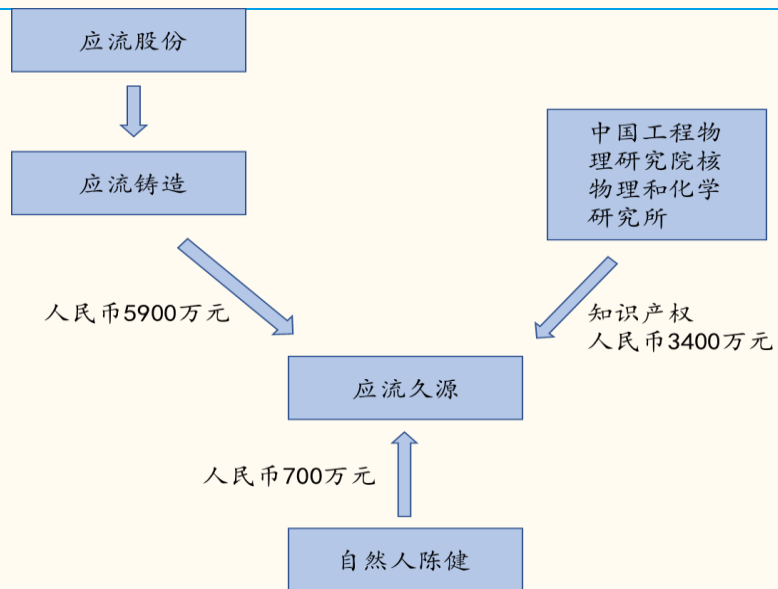 应流股份
应流铸造
中国工程物
理研究院核
物理和化学
研究所
人民币5900万元
知识产权
人民币3400万元
应流久源
人民币700万元
自然人陈健